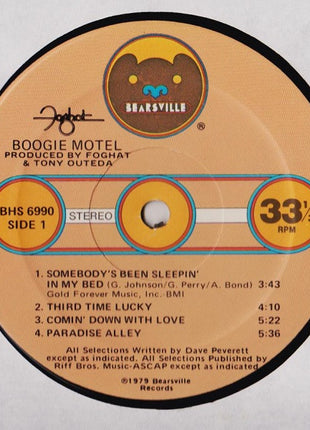 BEARSVILLE
®
Foghat
BOOGIE MOTEL
PRODUCED BY FOGHAT
& TONY OUTEDA
BHS 6990
SIDE 1
STEREO
33 1/3
RPM
1. SOMEBODY'S BEEN SLEEPIN'
IN MY BED (G. Johnson/G. Perry/A. Bond) 3:43
Gold Forever Music, Inc.-BMI
2. THIRD TIME LUCKY 4:10
3. COMIN' DOWN WITH LOVE 5:22
4. PARADISE ALLEY 5:36
All Selections Written by Dave Peverett
except as indicated. All Selections Published by
Riff Bros. Music-ASCAP except as indicated.
©1979 Bearsville
Records